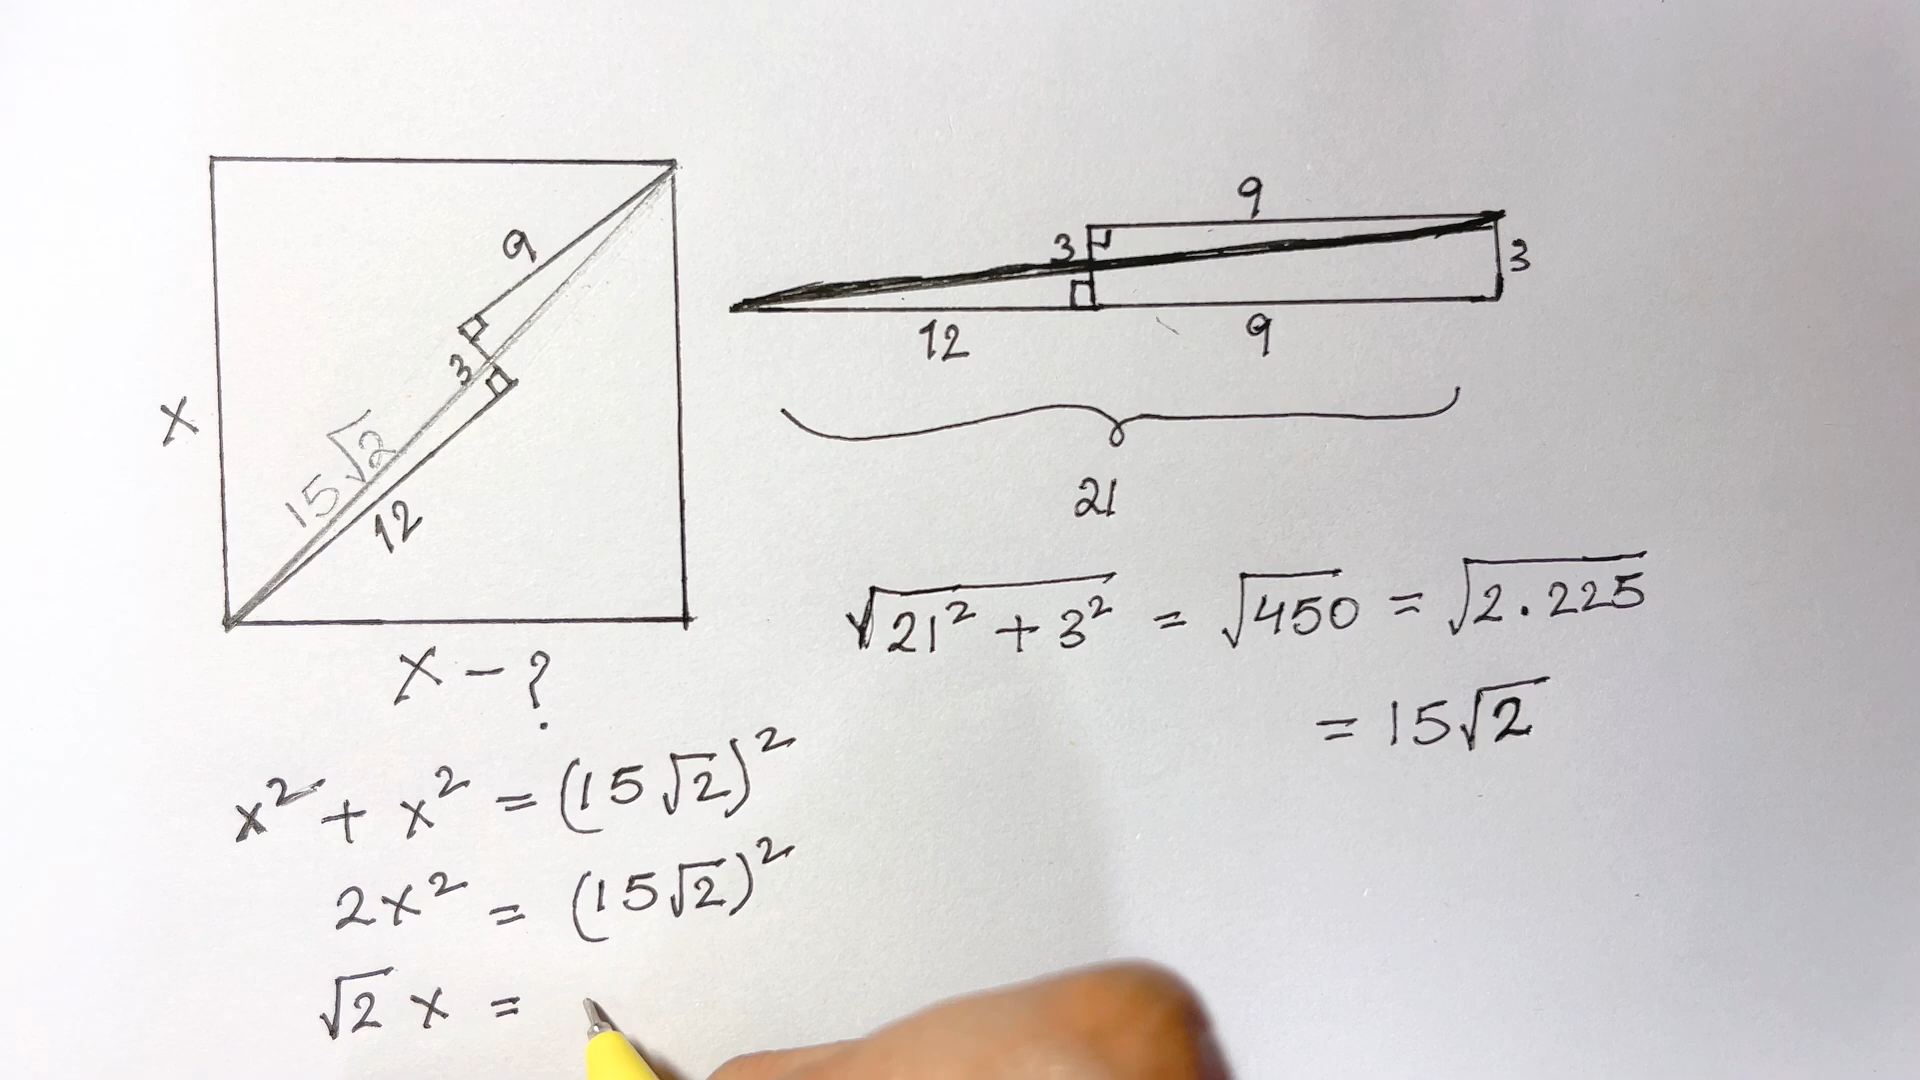 9
3
12
15√2
x
x - ?
9
3
3
12
9
21
√21² + 3² = √450 = √2.225
= 15√2
x² + x² = (15√2)²
2x² = (15√2)²
√2 x =